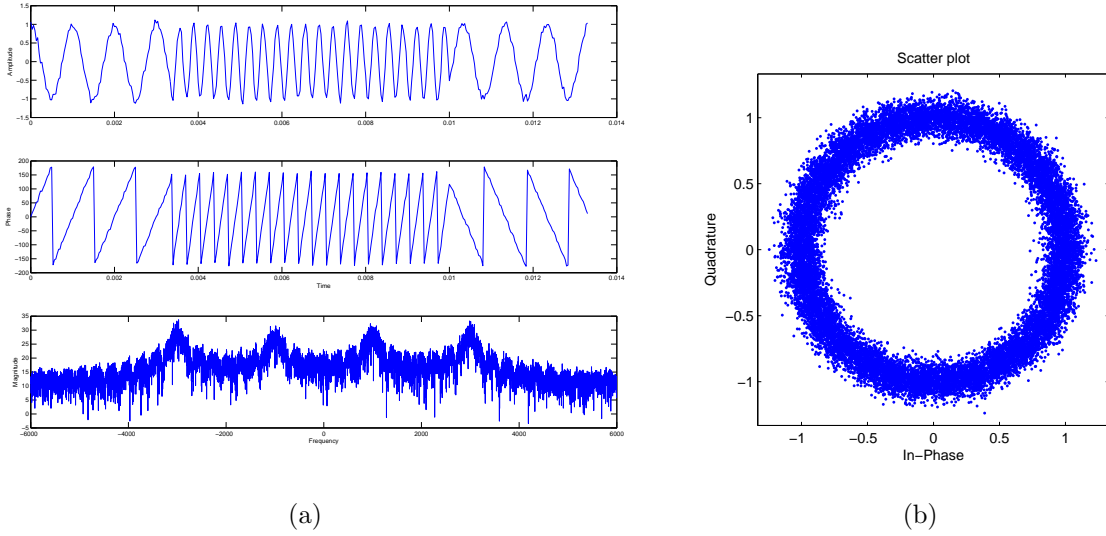 1.5
1
0.5
0
−0.5
−1
−1.5
Amplitude
0 0.002 0.004 0.006 0.008 0.01 0.012 0.014
200
150
100
50
0
−50
−100
−150
−200
Phase
0 0.002 0.004 0.006 0.008 0.01 0.012 0.014
Time
35
30
25
20
15
10
5
0
−5
Magnitude
−6000 −4000 −2000 0 2000 4000 6000
Frequency
(a)
Scatter plot
1
0.5
0
−0.5
−1
Quadrature
−1 −0.5 0 0.5 1
In−Phase
(b)